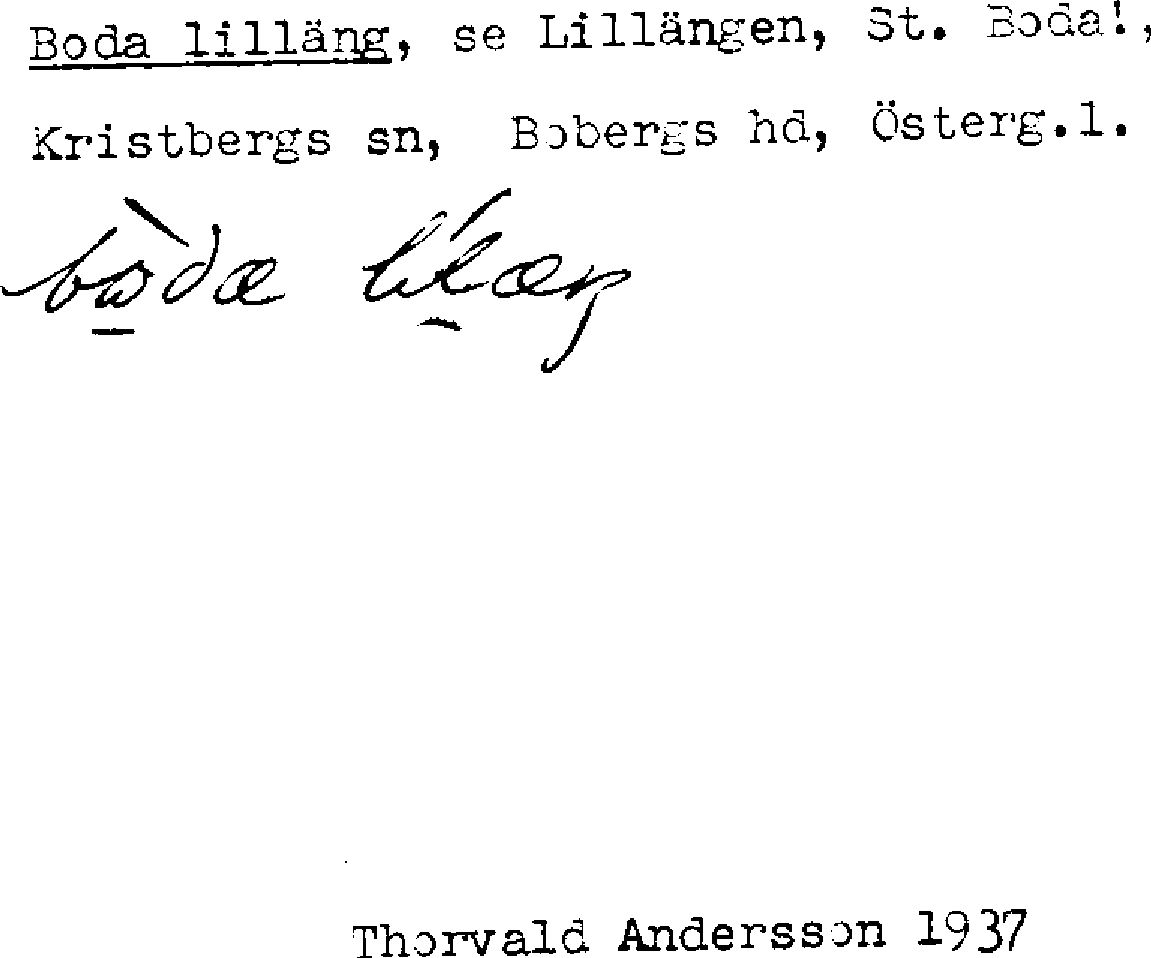 Boda lilläng, se Lillängen, St. Boda!,
Kristbergs sn, Bobergs hd, Österg.l.
Thorvald Andersson 1937